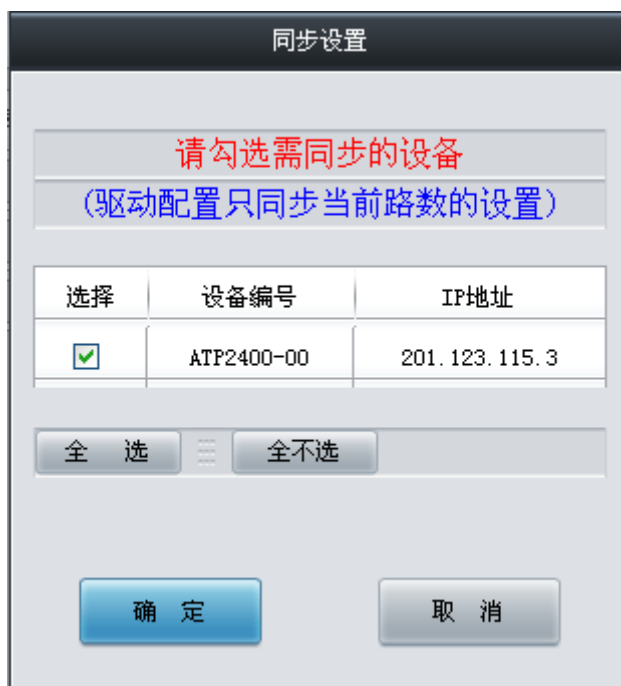 同步设置
请勾选需同步的设备
(驱动配置只同步当前路数的设置)
选择 设备编号 IP地址
ATP2400-00 201.123.115.3
全 选 全不选
确 定 取 消